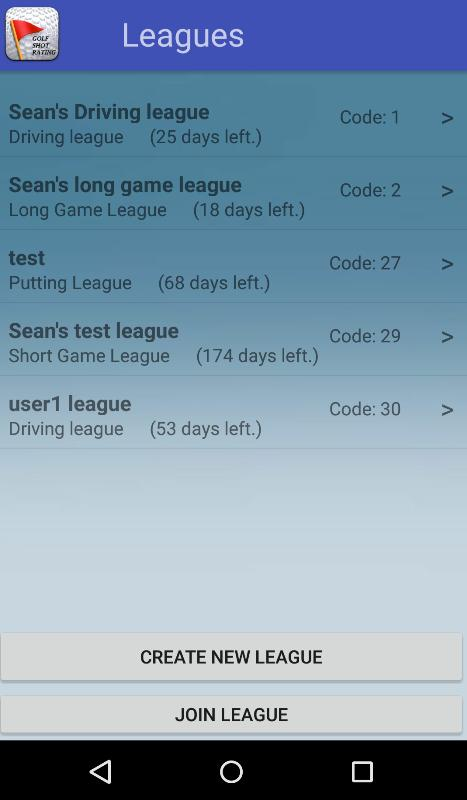 GOLF
SHOT
RATING
Leagues
Sean's Driving league
Code: 1 >
Driving league (25 days left.)
Sean's long game league
Code: 2 >
Long Game League (18 days left.)
test
Code: 27 >
Putting League (68 days left.)
Sean's test league
Code: 29 >
Short Game League (174 days left.)
user1 league
Code: 30 >
Driving league (53 days left.)
CREATE NEW LEAGUE
JOIN LEAGUE